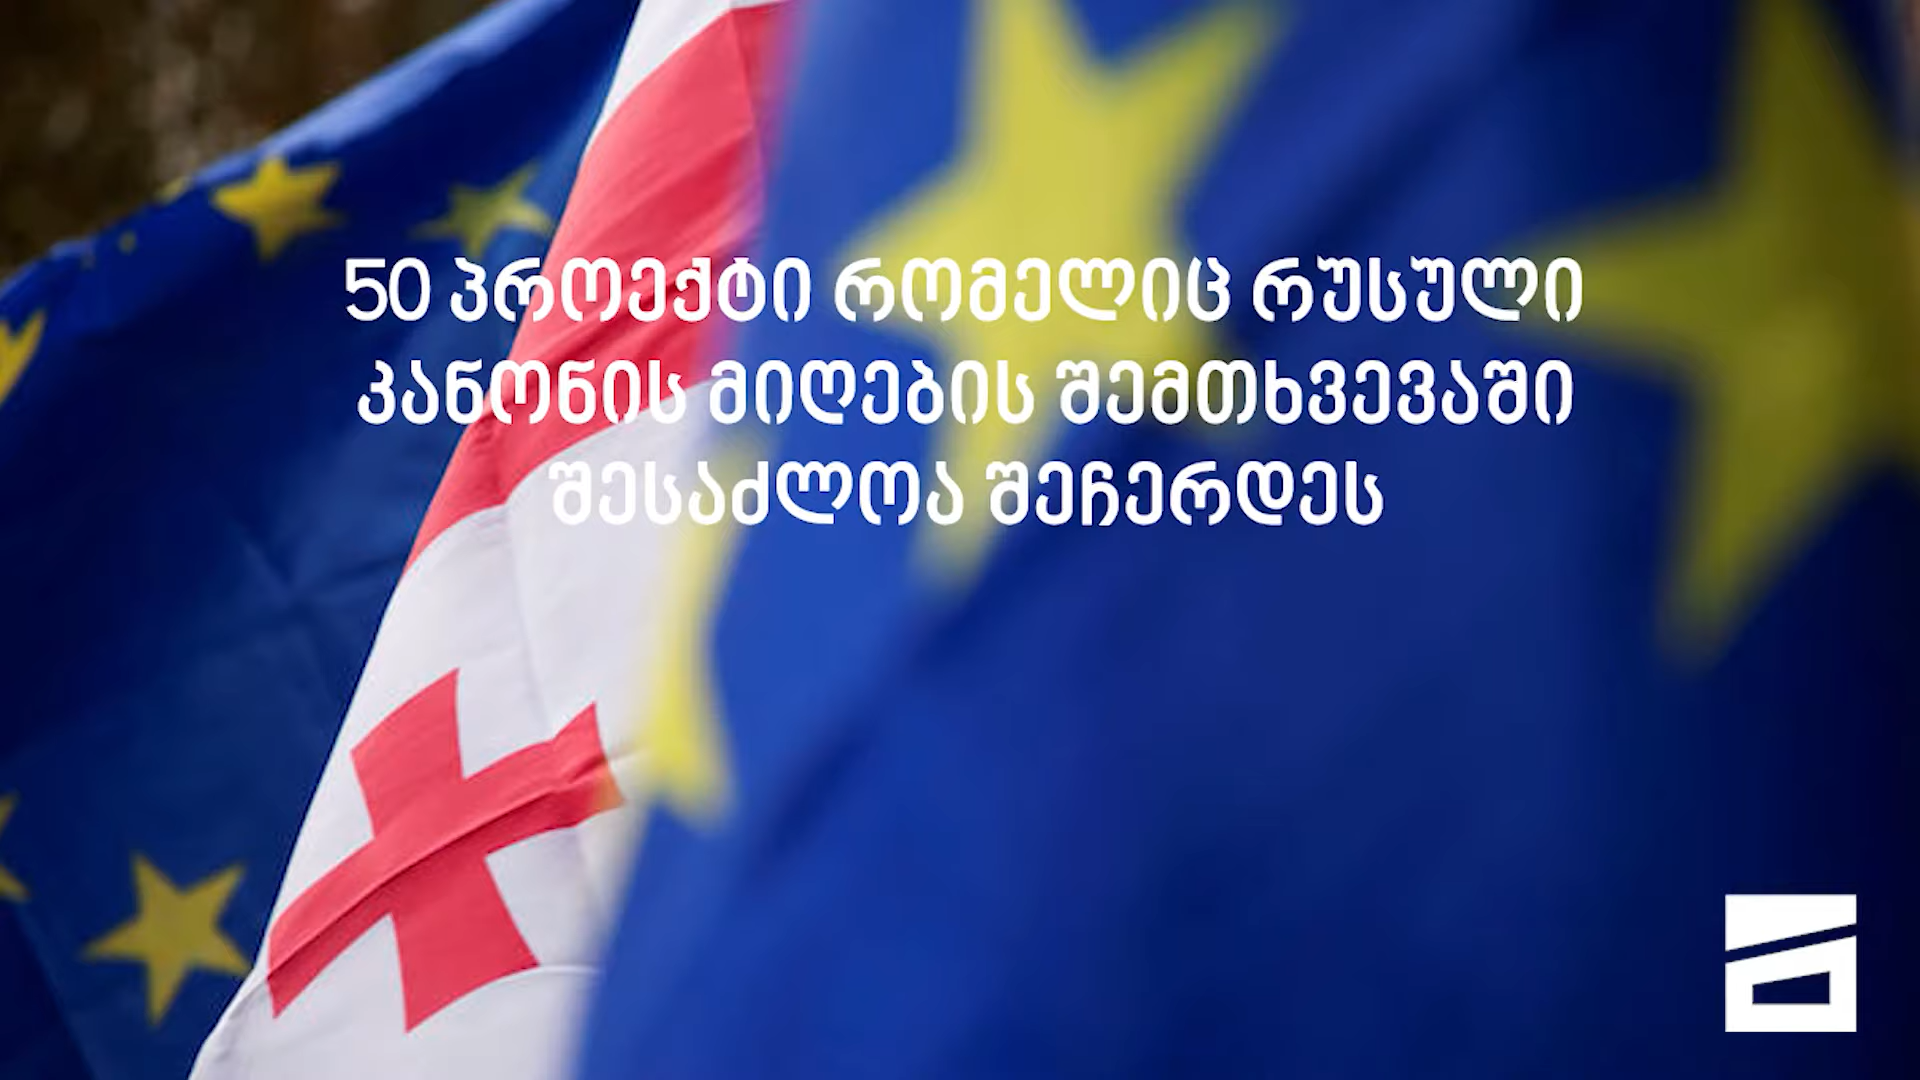 50 პროექტი რომელიც რუსული
კანონის მიღების შემთხვევაში
შესაძლოა შეჩერდეს